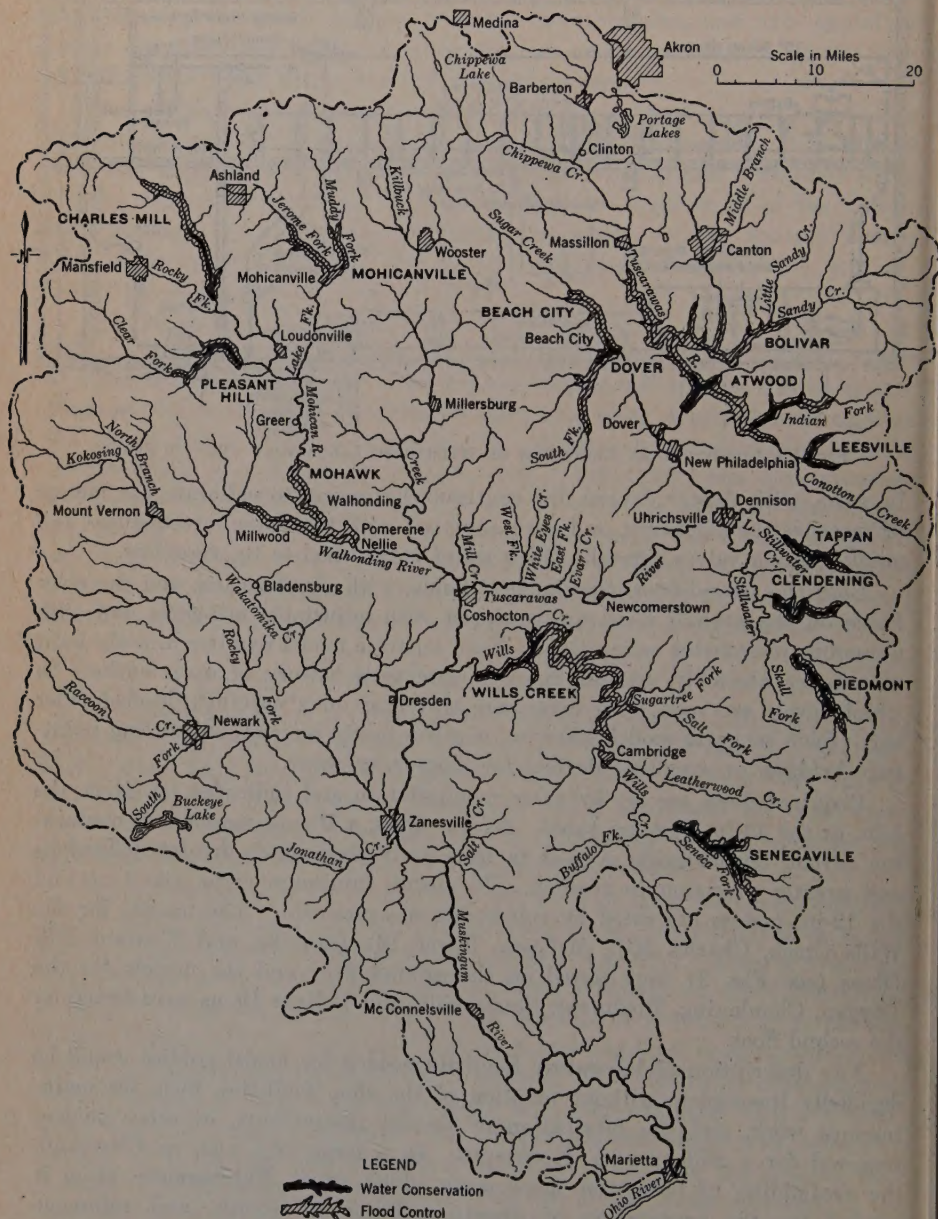 Medina
Akron
Scale in Miles
0 10 20
Chippewa
Lake
Barberton
Portage
Lakes
Clinton
Chippewa Cr.
Middle Branch
Ashland
Jerome Fork
Muddy Fork
Killbuck
Sugar Creek
Massillon
Tuscarawas
R.
Canton
Little Sandy Cr.
Sandy Cr.
CHARLES MILL
N
Mansfield
Rocky
Fk.
Mohicanville
MOHICANVILLE
Wooster
BEACH CITY
Beach City
BOLIVAR
DOVER
ATWOOD
Clear
Fork
Loudonville
Lake Fk.
PLEASANT
HILL
Mohican R.
Greer
Millersburg
Dover
Indian Fork
LEESVILLE
South Fk.
New Philadelphia
Conotton
Creek
North
Branch
Kokosing
MOHAWK
Creek
Walhonding
Mount Vernon
Millwood
Pomerene
Nellie
Walhonding River
Mill Cr.
West Fk.
White Eyes Cr.
East Fk.
Evan's Cr.
Uhrichsville
Dennison
L. Stillwater
Cr.
TAPPAN
CLENDENING
Stillwater
River
Bladensburg
Wakatomika
Cr.
Tuscarawas
Coshocton
Newcomerstown
Rocky
Fork
Wills
Cr.
WILLS CREEK
Skull
Fork
PIEDMONT
Raccoon
Cr.
Newark
Dresden
Sugartree Fork
Salt Fork
South
Fork
Cambridge
Leatherwood Cr.
Wills
Cr.
Buckeye
Lake
Zanesville
Salt
Cr.
Jonathan Cr.
Buffalo Fk.
Seneca
Fork
SENECAVILLE
Muskingum
River
Mc Connelsville
Marietta
Ohio River
LEGEND
Water Conservation
Flood Control